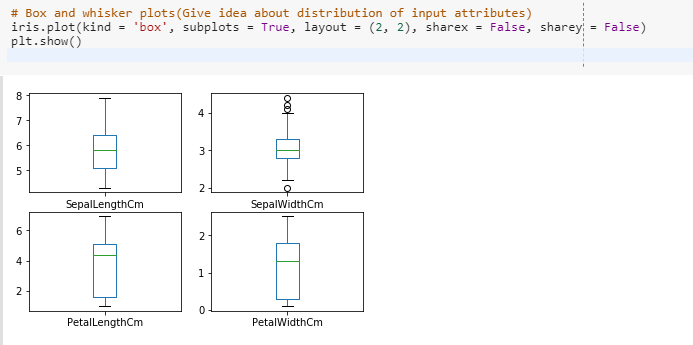 # Box and whisker plots(Give idea about distribution of input attributes)
iris.plot(kind = 'box', subplots = True, layout = (2, 2), sharex = False, sharey = False)
plt.show()
8
7
6
5
SepalLengthCm
4
3
2
SepalWidthCm
6
4
2
PetalLengthCm
2
1
0
PetalWidthCm